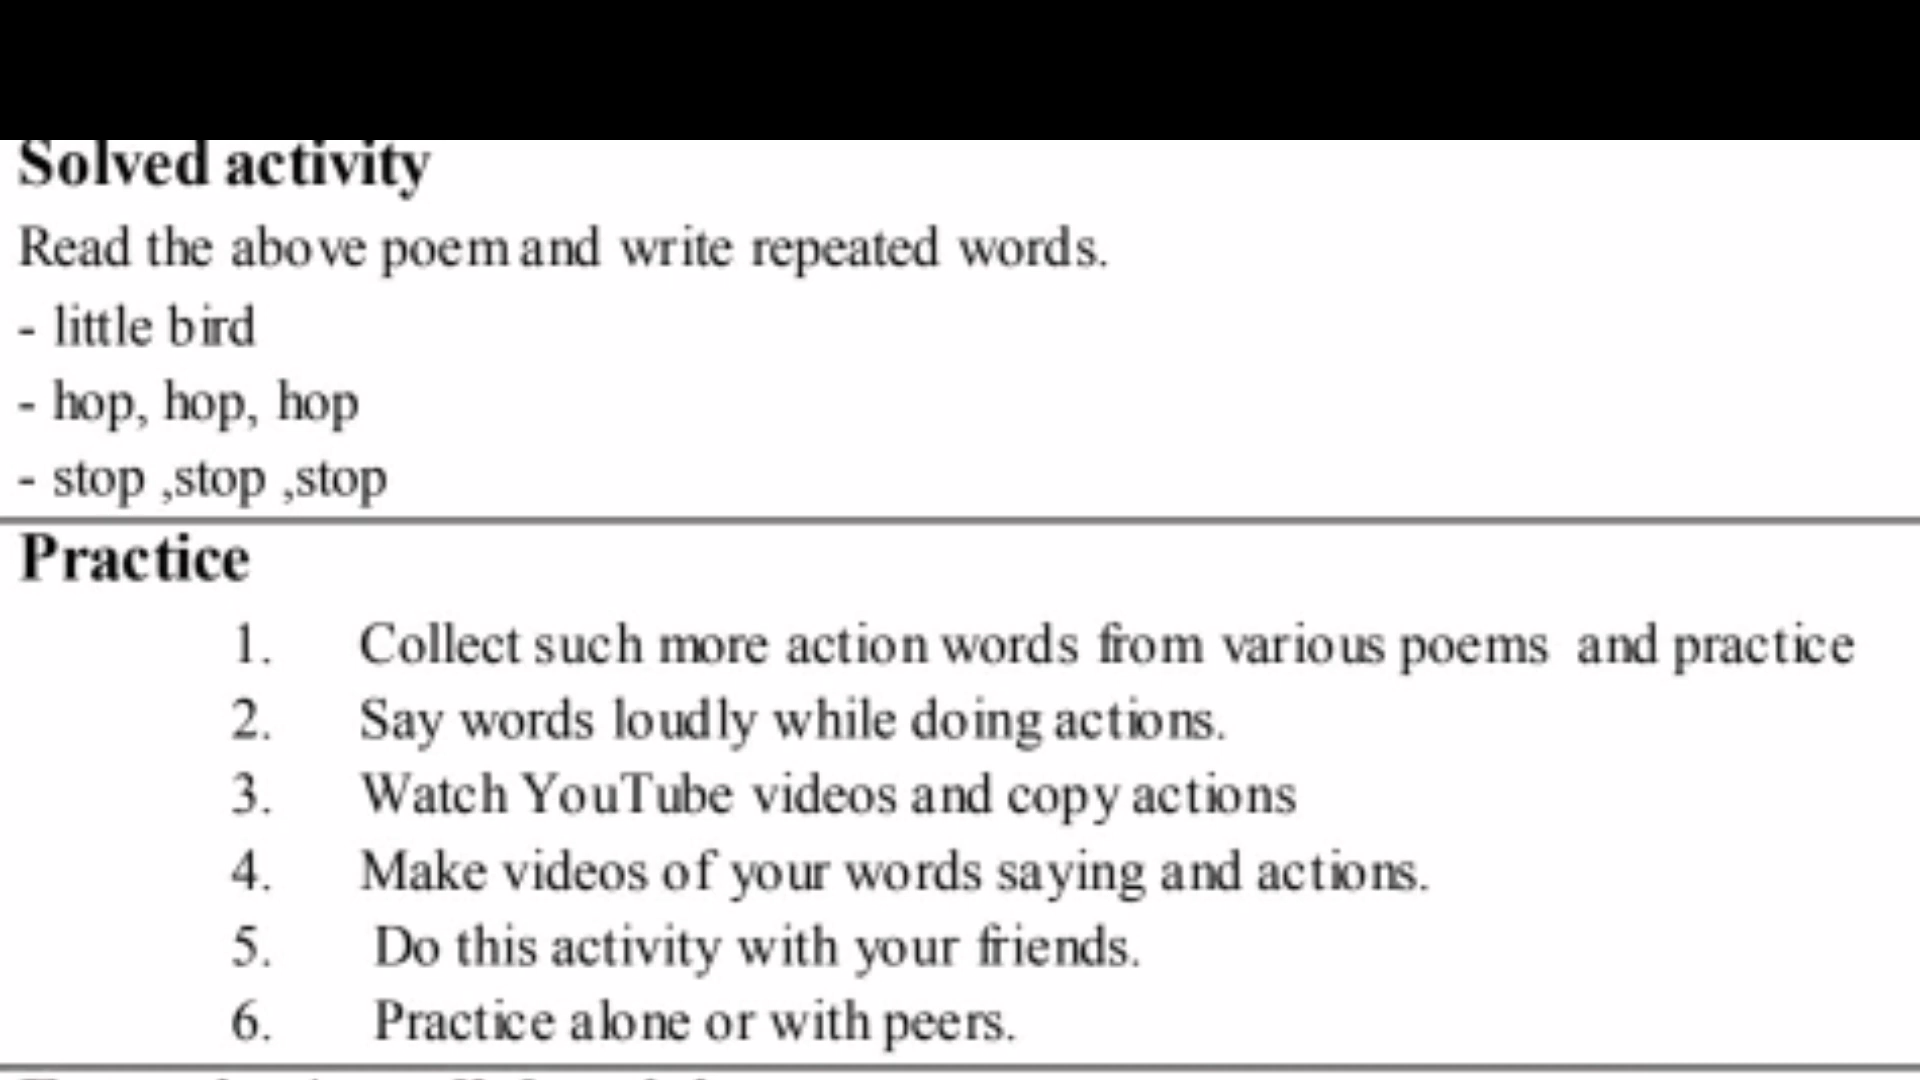 Solved activity
Read the above poem and write repeated words.
- little bird
- hop, hop, hop
- stop ,stop ,stop
Practice
1. Collect such more action words from various poems and practice
2. Say words loudly while doing actions.
3. Watch YouTube videos and copy actions
4. Make videos of your words saying and actions.
5. Do this activity with your friends.
6. Practice alone or with peers.